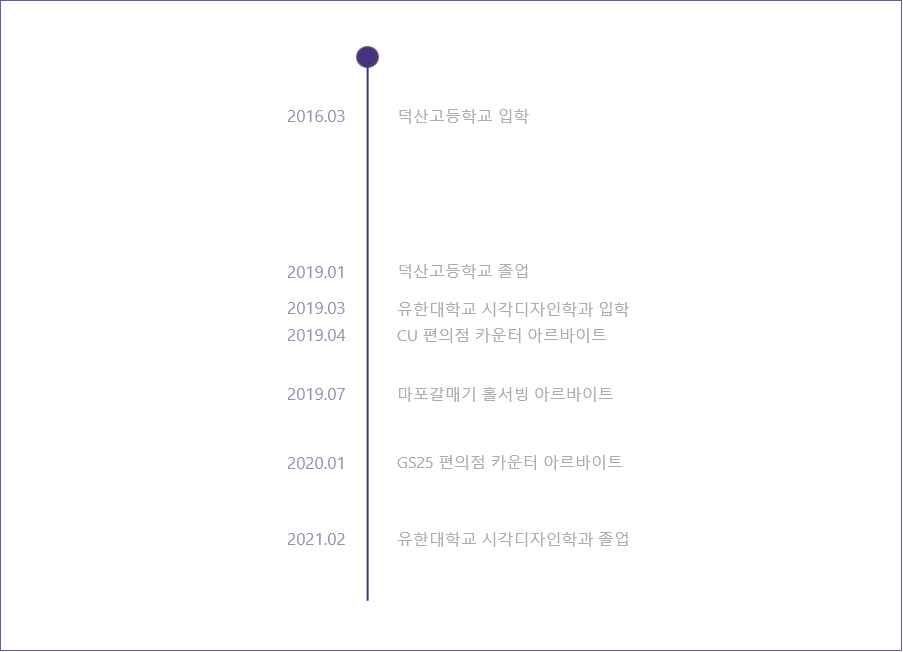 2016.03 덕산고등학교 입학
2019.01 덕산고등학교 졸업
2019.03 유한대학교 시각디자인학과 입학
2019.04 CU 편의점 카운터 아르바이트
2019.07 마포갈매기 홀서빙 아르바이트
2020.01 GS25 편의점 카운터 아르바이트
2021.02 유한대학교 시각디자인학과 졸업